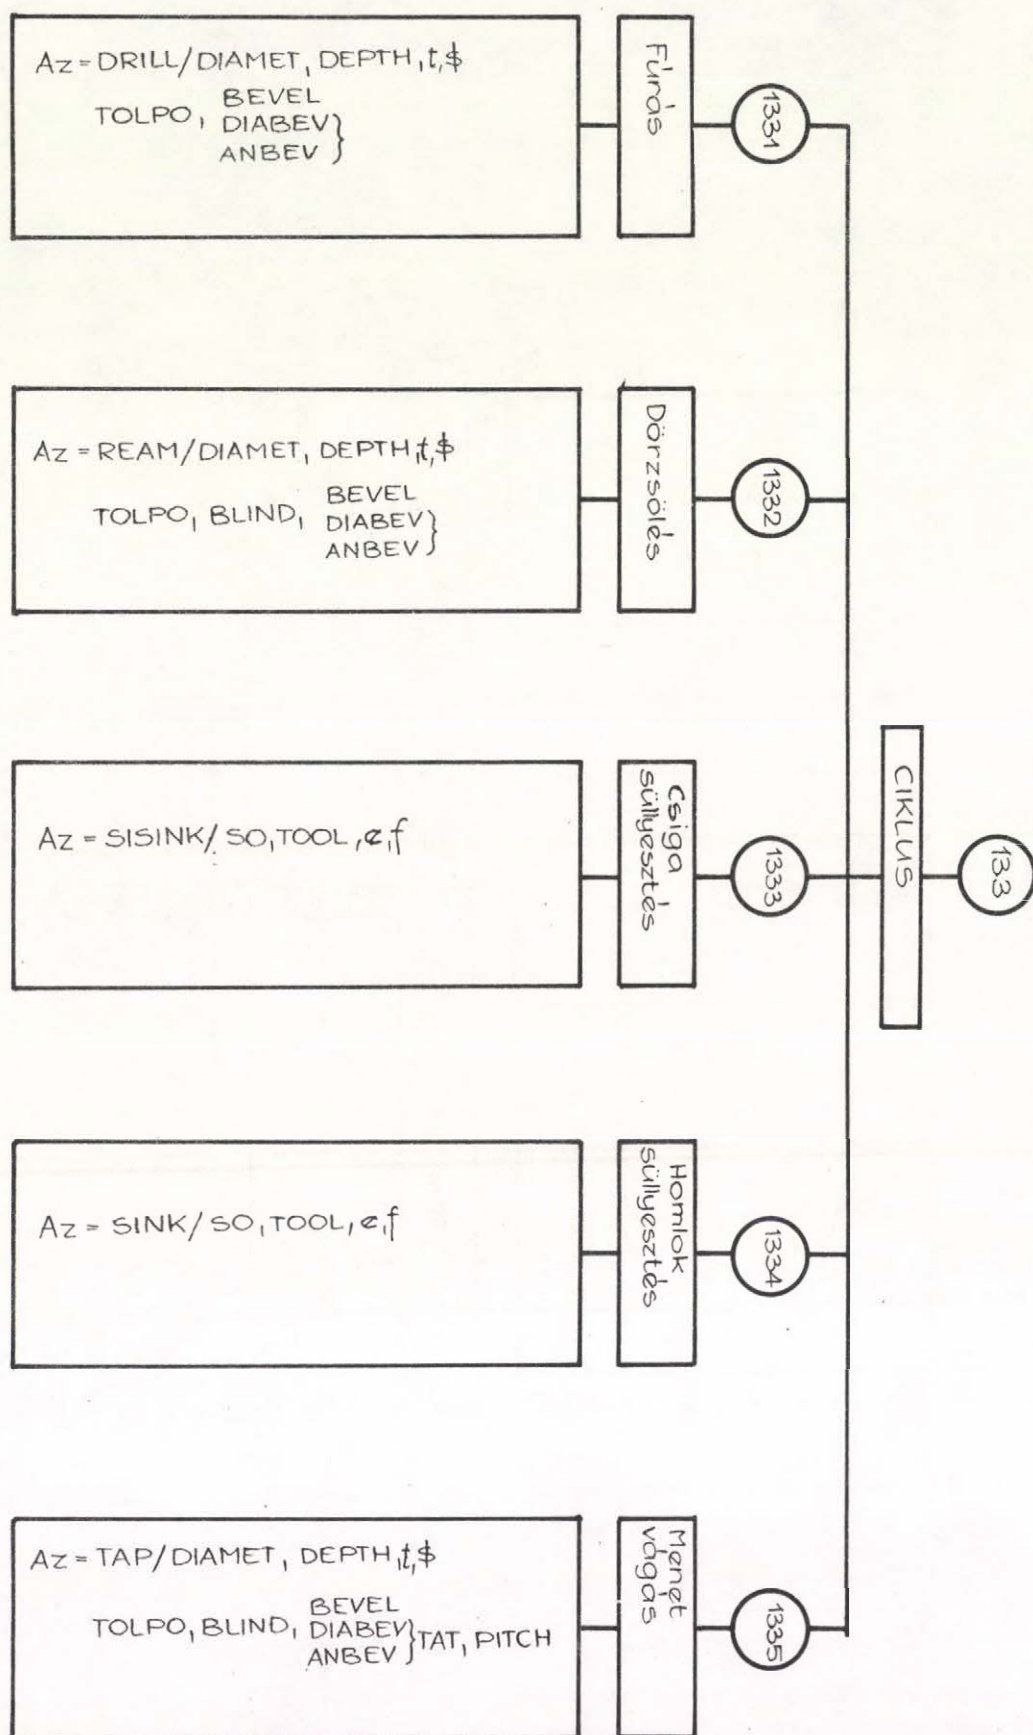 133
CIKLUS
1331
Fúrás
Az = DRILL/DIAMET, DEPTH, t, $
TOLPO, BEVEL
DIABEV }
ANBEV
1332
Dörzsölés
Az = REAM/DIAMET, DEPTH, t, $
TOLPO, BLIND, BEVEL
DIABEV }
ANBEV
1333
Csiga
süllyesztés
Az = SISINK/ SO, TOOL, e, f
1334
Homlok
süllyesztés
Az = SINK/ SO, TOOL, e, f
1335
Menet
vágás
Az = TAP/DIAMET, DEPTH, t, $
TOLPO, BLIND, BEVEL
DIABEV } TAT, PITCH
ANBEV